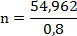 n = 54,962 / 0,8